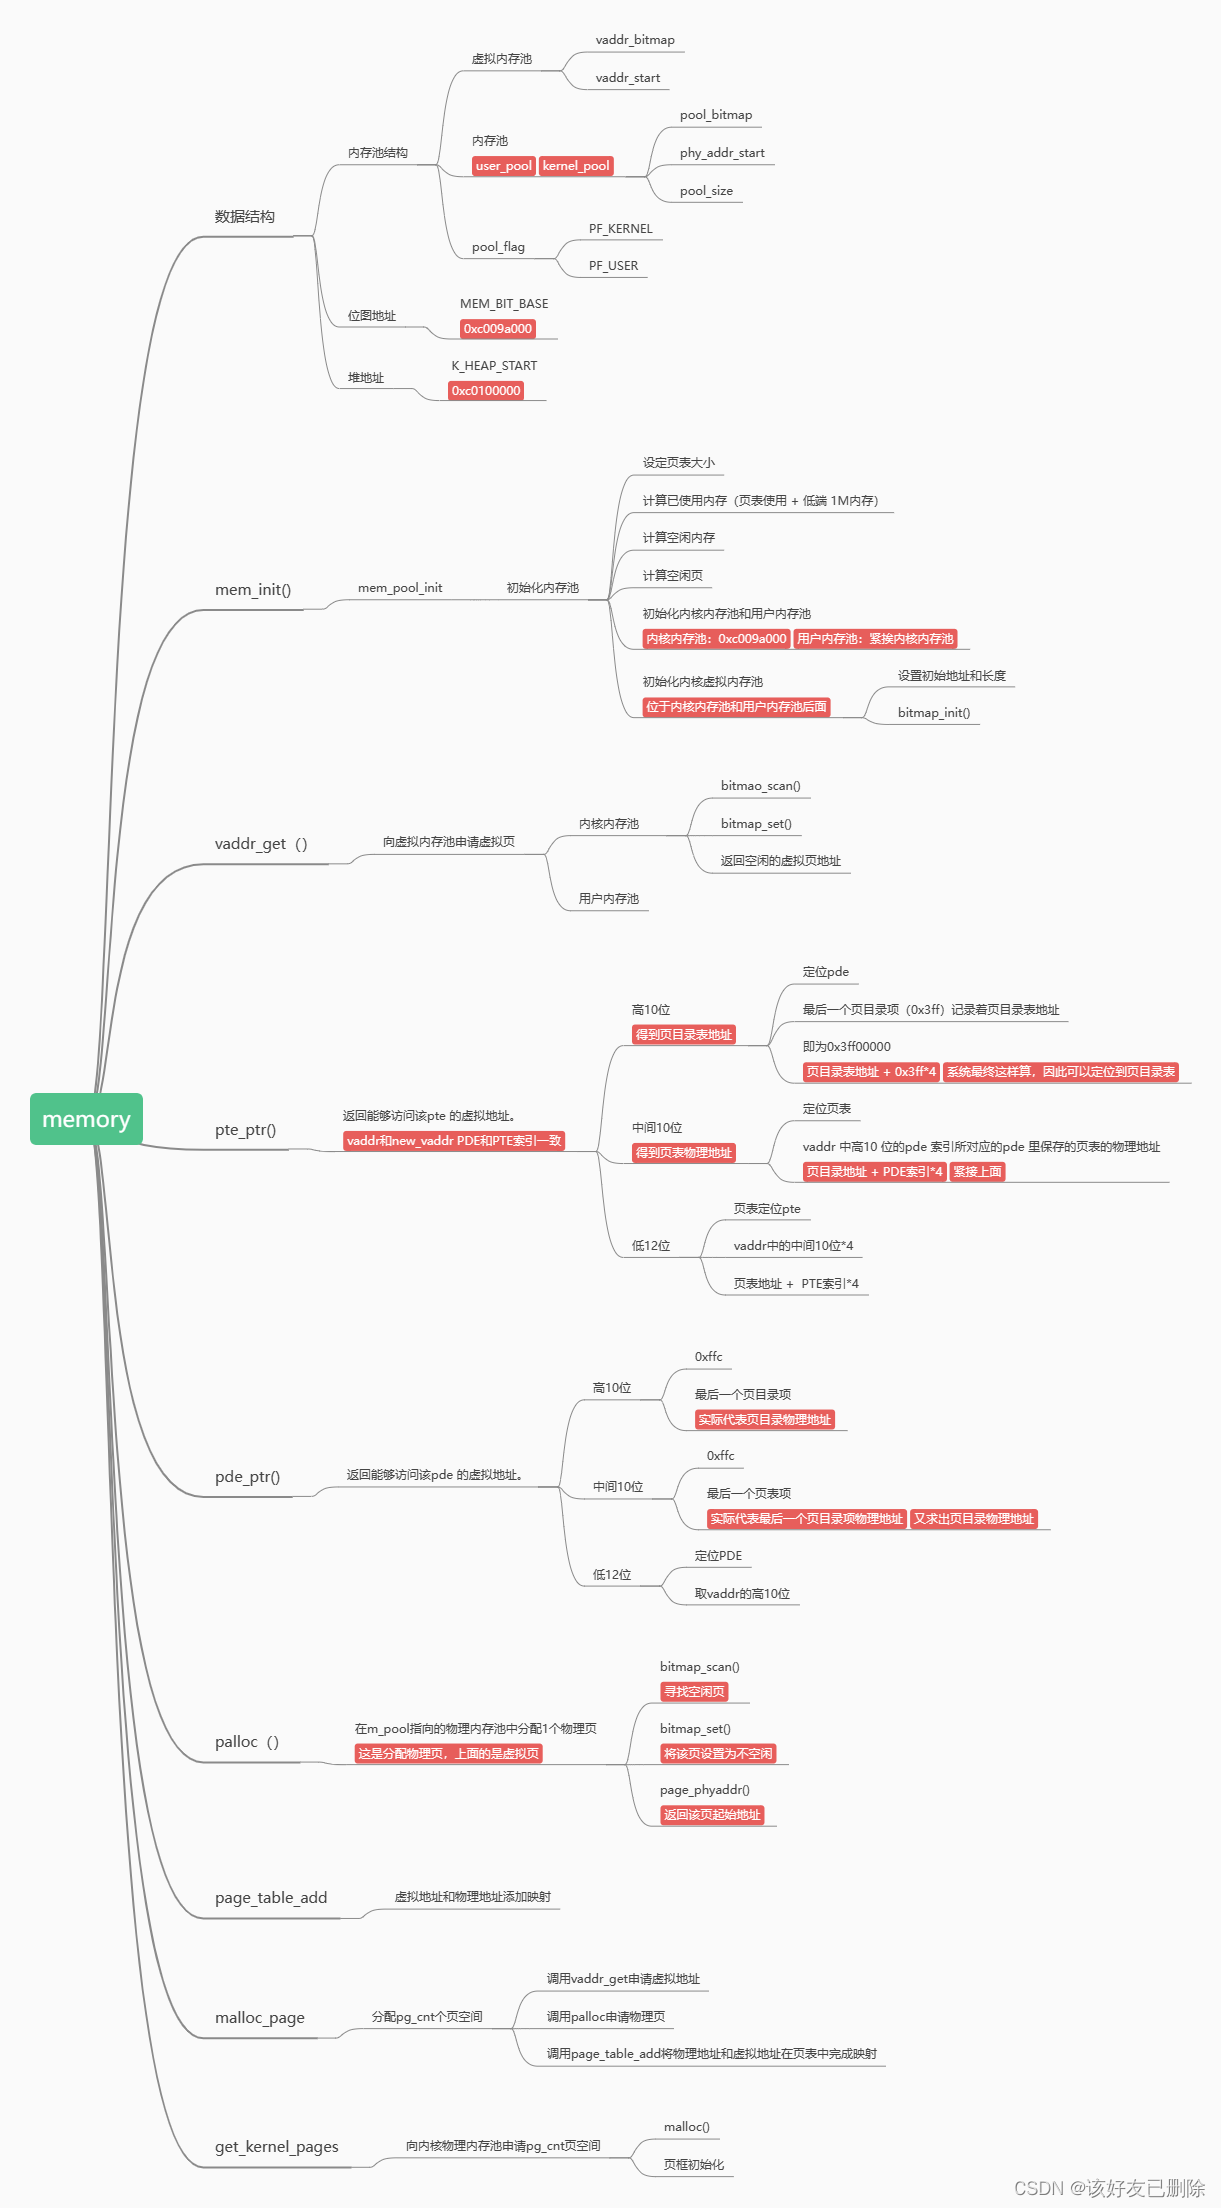 memory
数据结构
内存池结构
虚拟内存池
vaddr_bitmap
vaddr_start
内存池
user_pool kernel_pool
pool_bitmap
phy_addr_start
pool_size
pool_flag
PF_KERNEL
PF_USER
位图地址
MEM_BIT_BASE
0xc009a000
堆地址
K_HEAP_START
0xc0100000
mem_init()
mem_pool_init
初始化内存池
设定页表大小
计算已使用内存（页表使用 + 低端 1M内存）
计算空闲内存
计算空闲页
初始化内核内存池和用户内存池
内核内存池：0xc009a000 用户内存池：紧挨内核内存池
初始化内核虚拟内存池
位于内核内存池和用户内存池后面
设置初始地址和长度
bitmap_init()
vaddr_get（）
向虚拟内存池申请虚拟页
内核内存池
bitmao_scan()
bitmap_set()
返回空闲的虚拟页地址
用户内存池
pte_ptr()
返回能够访问该pte 的虚拟地址。
vaddr和new_vaddr PDE和PTE索引一致
高10位
得到页目录表地址
定位pde
最后一个页目录项（0x3ff）记录着页目录表地址
即为0x3ff00000
页目录表地址 + 0x3ff*4 系统最终这样算，因此可以定位到页目录表
中间10位
得到页表物理地址
定位页表
vaddr 中高10 位的pde 索引所对应的pde 里保存的页表的物理地址
页目录地址 + PDE索引*4 紧接上面
低12位
页表定位pte
vaddr中的中间10位*4
页表地址 + PTE索引*4
pde_ptr()
返回能够访问该pde 的虚拟地址。
高10位
0xffc
最后一个页目录项
实际代表页目录物理地址
中间10位
0xffc
最后一个页表项
实际代表最后一个页目录项物理地址 又求出页目录物理地址
低12位
定位PDE
取vaddr的高10位
palloc（）
在m_pool指向的物理内存池中分配1个物理页
这是分配物理页，上面的是虚拟页
bitmap_scan()
寻找空闲页
bitmap_set()
将该页设置为不空闲
page_phyaddr()
返回该页起始地址
page_table_add
虚拟地址和物理地址添加映射
malloc_page
分配pg_cnt个页空间
调用vaddr_get申请虚拟地址
调用palloc申请物理页
调用page_table_add将物理地址和虚拟地址在页表中完成映射
get_kernel_pages
向内核物理内存池申请pg_cnt页空间
malloc()
页框初始化
CSDN @该好友已删除